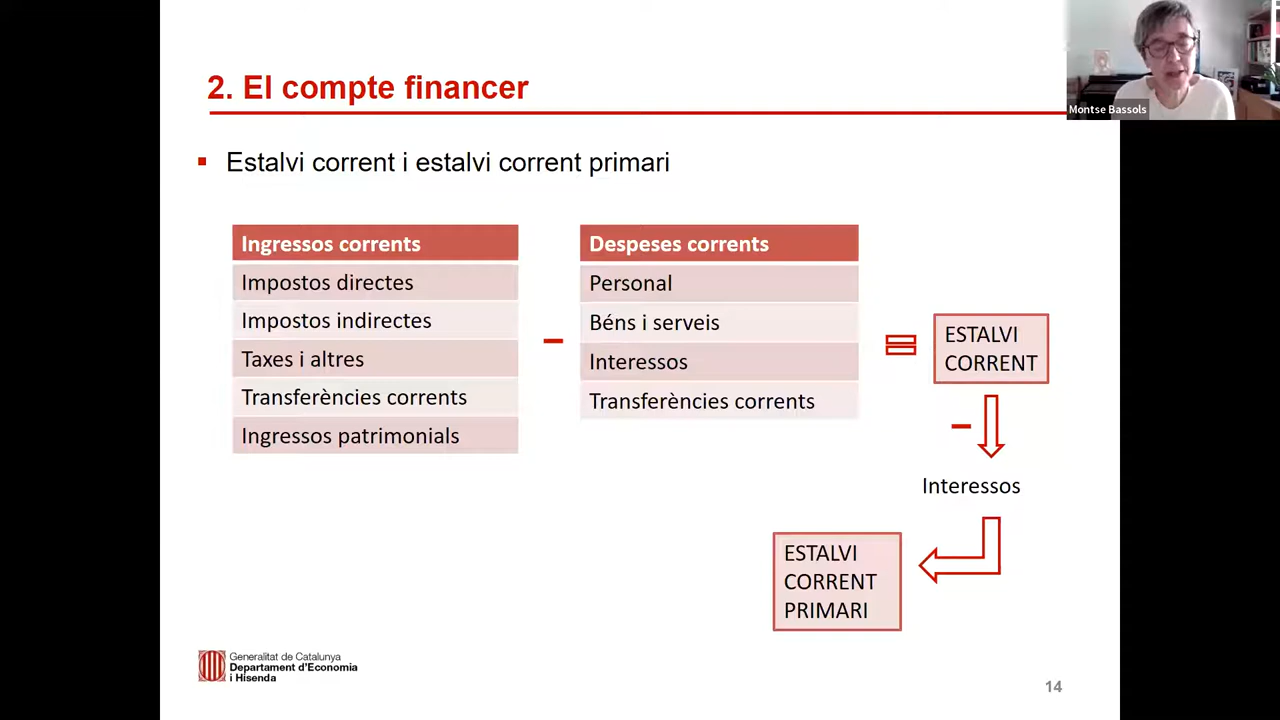 2. El compte financer
Montse Bassols
Estalvi corrent i estalvi corrent primari
Ingressos corrents
Impostos directes
Impostos indirectes
Taxes i altres
Transferències corrents
Ingressos patrimonials
–
Despeses corrents
Personal
Béns i serveis
Interessos
Transferències corrents
=
ESTALVI
CORRENT
–
Interessos
ESTALVI
CORRENT
PRIMARI
Generalitat de Catalunya
Departament d'Economia
i Hisenda
14